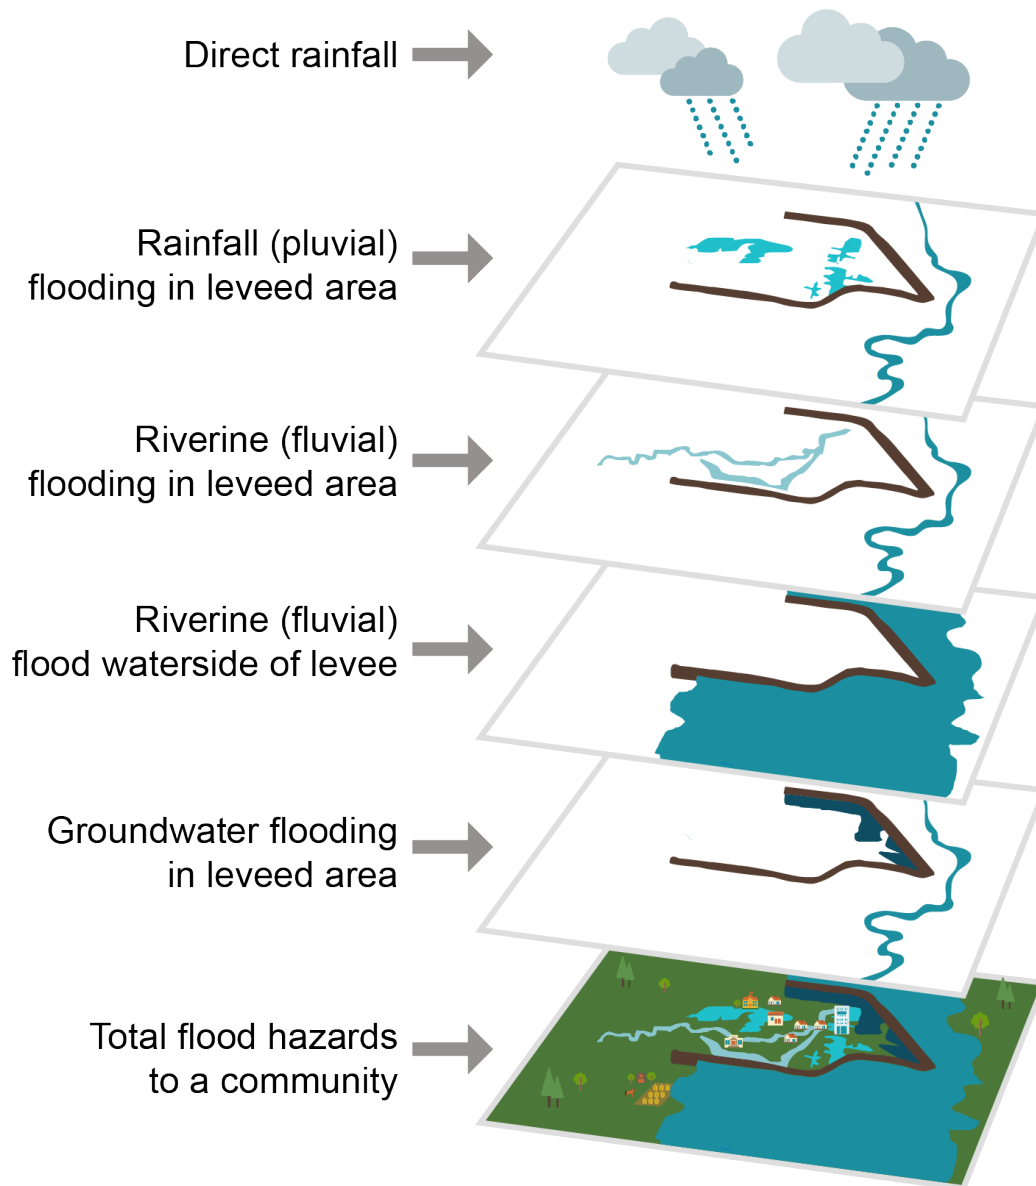 Direct rainfall
Rainfall (pluvial)
flooding in leveed area
Riverine (fluvial)
flooding in leveed area
Riverine (fluvial)
flood waterside of levee
Groundwater flooding
in leveed area
Total flood hazards
to a community